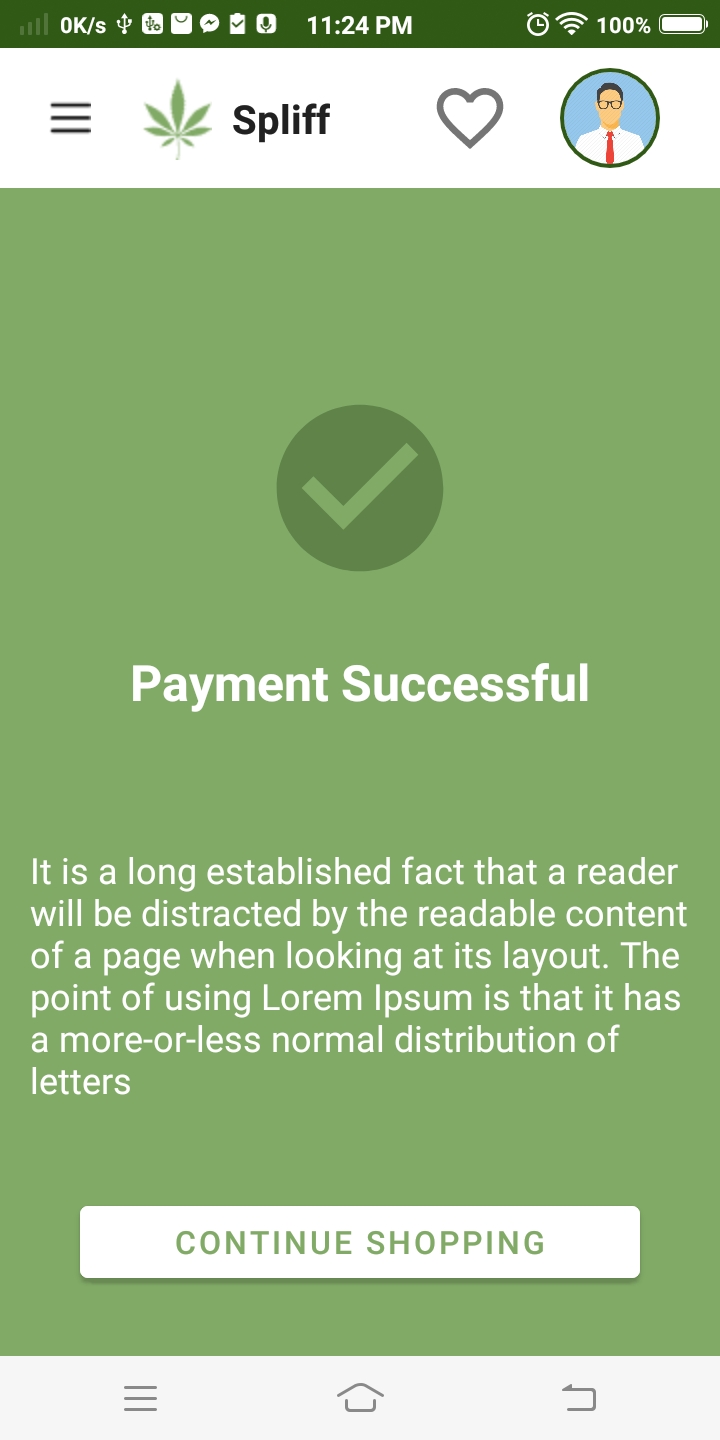 0K/s 11:24 PM 100%
Spliff
Payment Successful
It is a long established fact that a reader
will be distracted by the readable content
of a page when looking at its layout. The
point of using Lorem Ipsum is that it has
a more-or-less normal distribution of
letters
CONTINUE SHOPPING